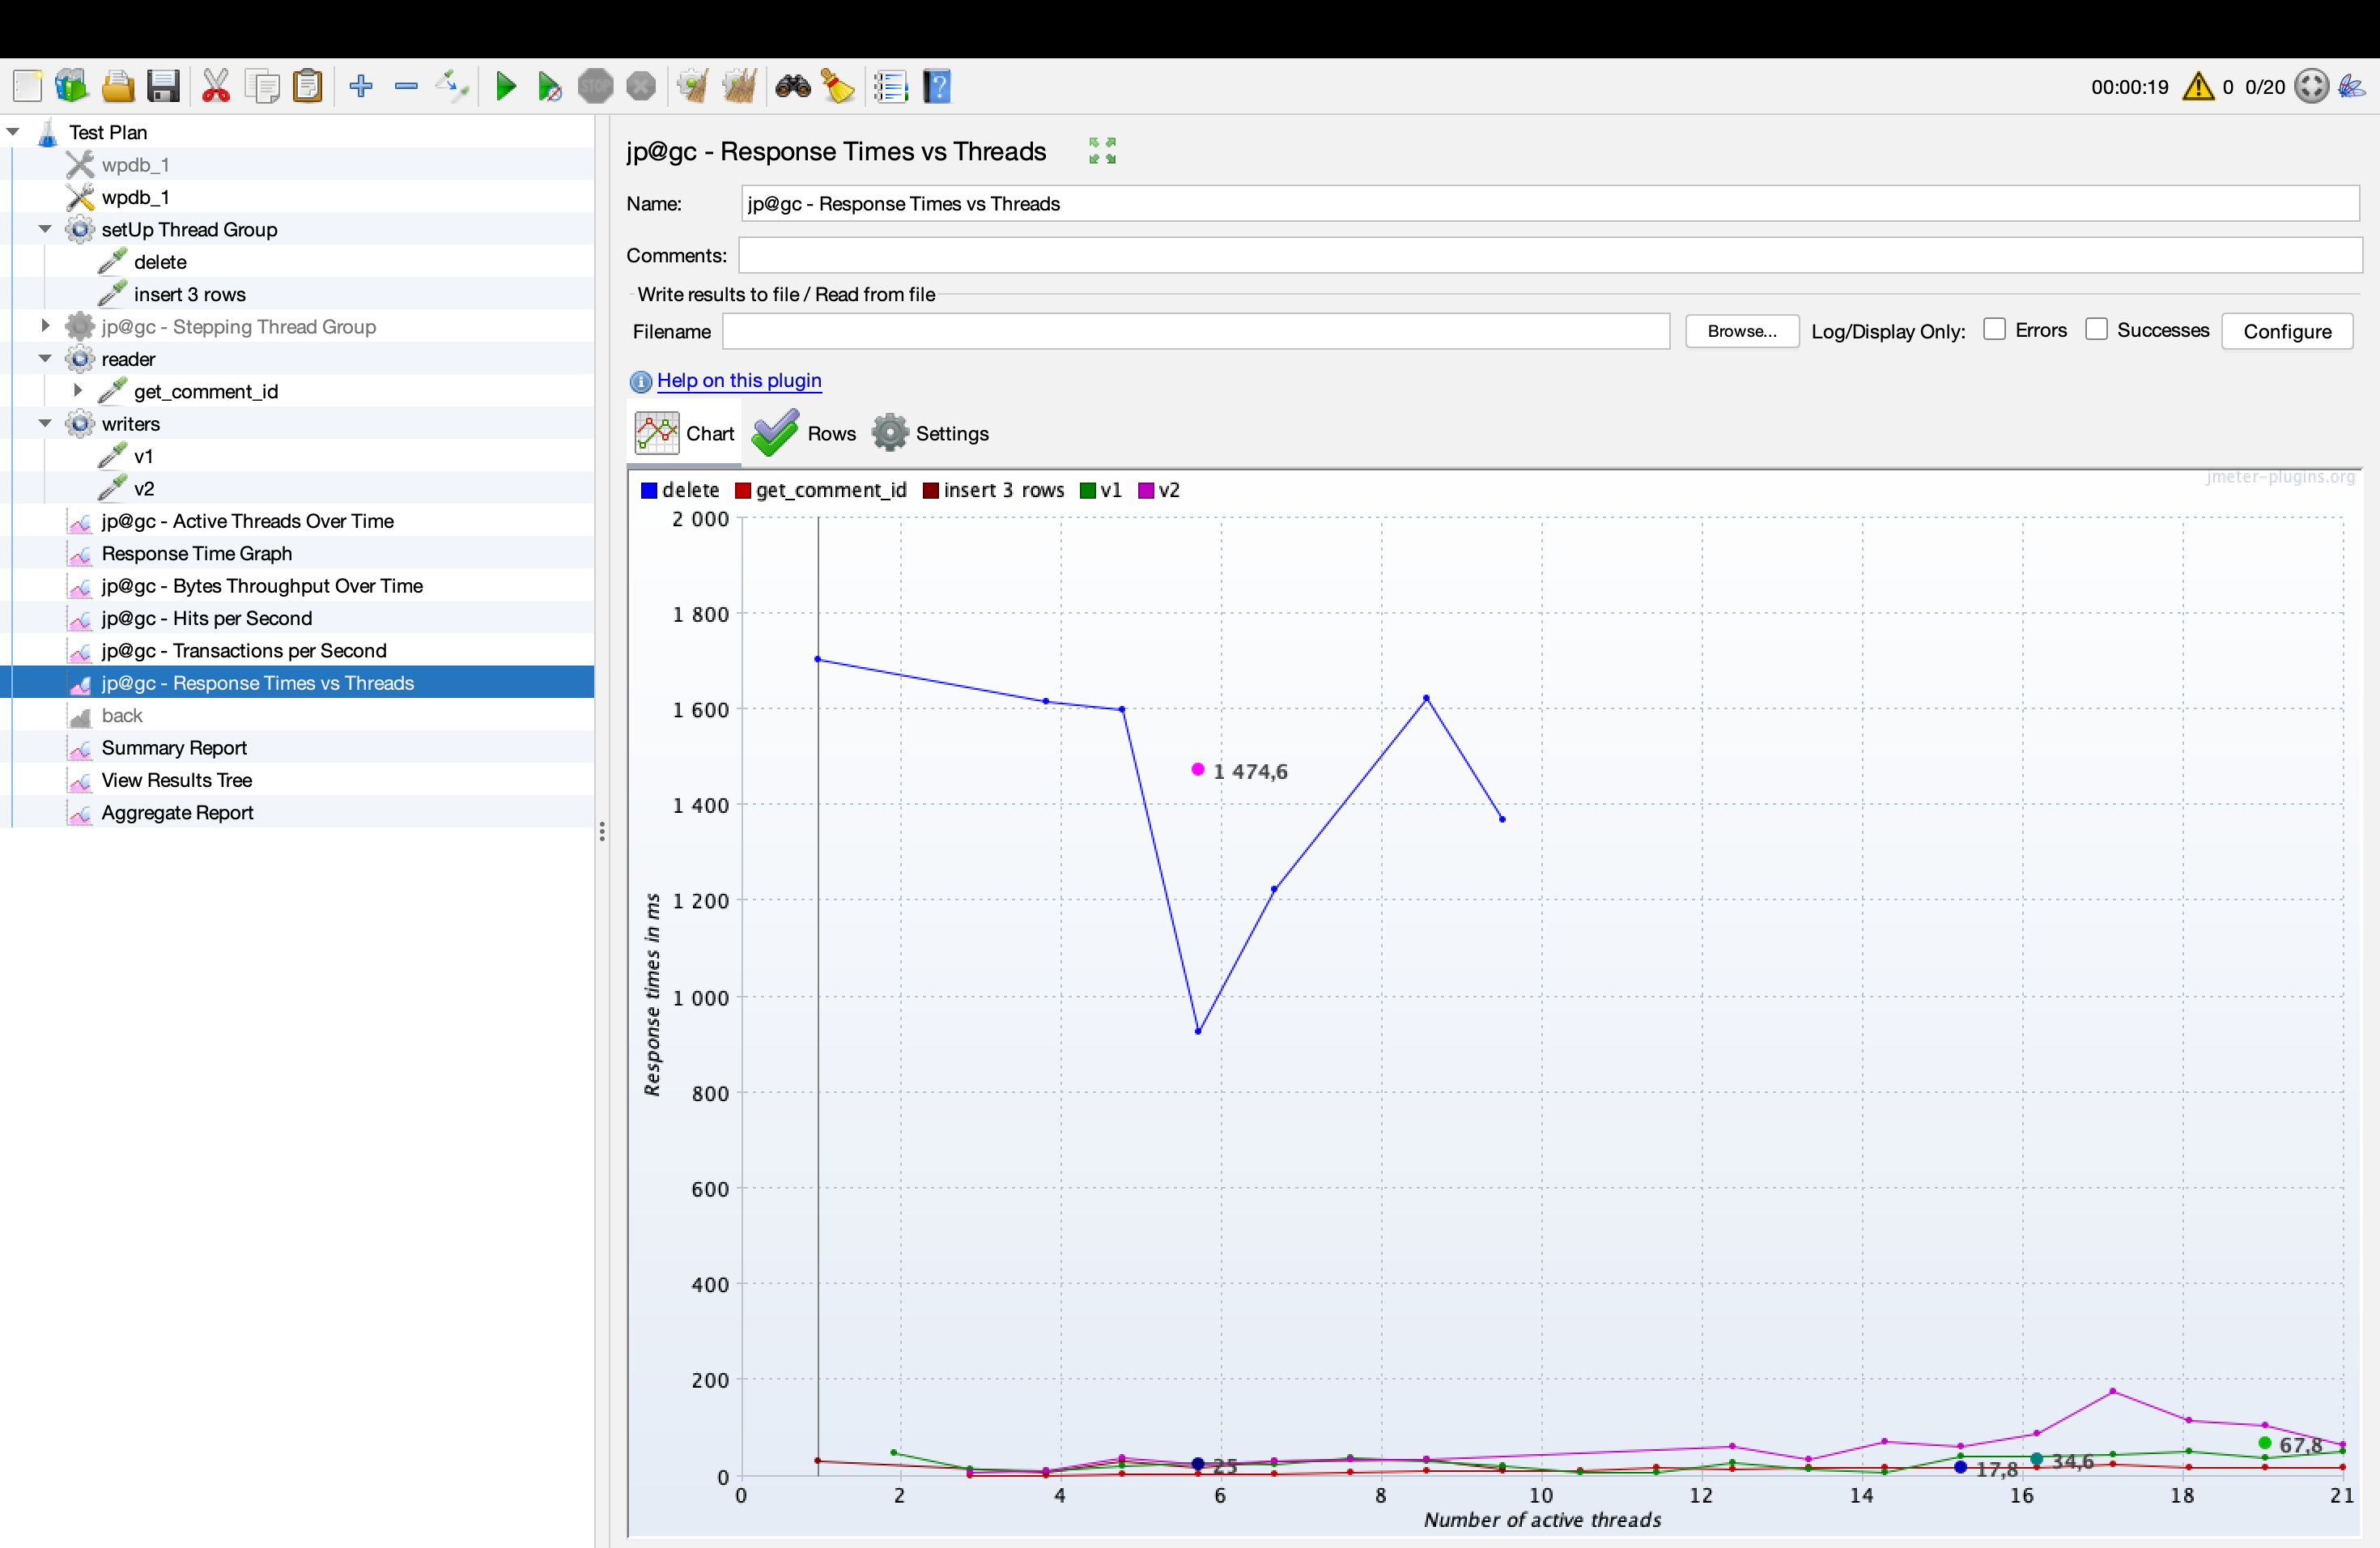 STOP
00:00:19 0 0/20
Test Plan
wpdb_1
wpdb_1
setUp Thread Group
delete
insert 3 rows
jp@gc - Stepping Thread Group
reader
get_comment_id
writers
v1
v2
jp@gc - Active Threads Over Time
Response Time Graph
jp@gc - Bytes Throughput Over Time
jp@gc - Hits per Second
jp@gc - Transactions per Second
jp@gc - Response Times vs Threads
back
Summary Report
View Results Tree
Aggregate Report
jp@gc - Response Times vs Threads
Name: jp@gc - Response Times vs Threads
Comments:
Write results to file / Read from file
Filename Browse... Log/Display Only: Errors Successes Configure
Help on this plugin
Chart Rows Settings
jmeter-plugins.org
delete get_comment_id insert 3 rows v1 v2
2 000
1 800
1 600
1 474,6
1 400
1 200
1 000
800
600
400
200
0
Response times in ms
25
17,8
34,6
67,8
0 2 4 6 8 10 12 14 16 18 21
Number of active threads